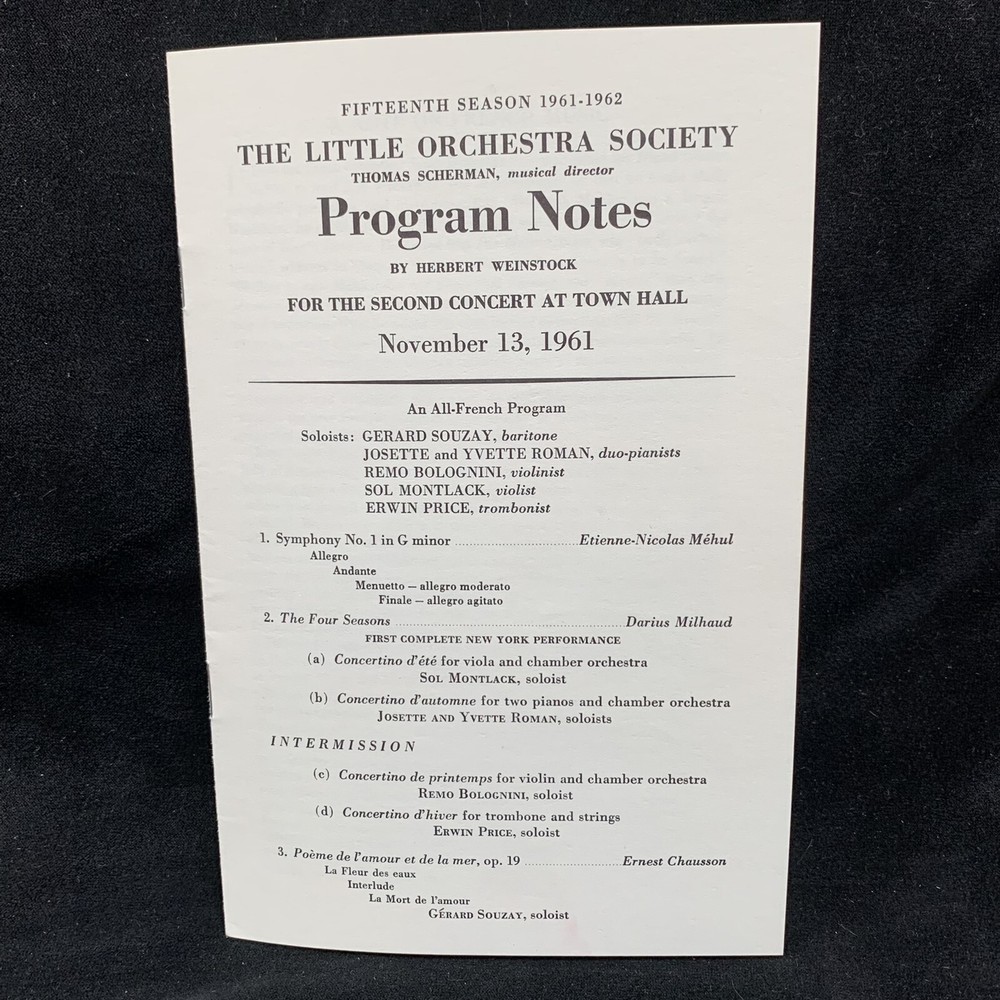 FIFTEENTH SEASON 1961-1962
THE LITTLE ORCHESTRA SOCIETY
THOMAS SCHERMAN, musical director
Program Notes
BY HERBERT WEINSTOCK
FOR THE SECOND CONCERT AT TOWN HALL
November 13, 1961
An All-French Program
Soloists: GERARD SOUZAY, baritone
JOSETTE and YVETTE ROMAN, duo-pianists
REMO BOLOGNINI, violinist
SOL MONTLACK, violist
ERWIN PRICE, trombonist
1. Symphony No. 1 in G minor ........ Etienne-Nicolas Méhul
Allegro
Andante
Menuetto — allegro moderato
Finale — allegro agitato
2. The Four Seasons ........ Darius Milhaud
FIRST COMPLETE NEW YORK PERFORMANCE
(a) Concertino d'été for viola and chamber orchestra
SOL MONTLACK, soloist
(b) Concertino d'automne for two pianos and chamber orchestra
JOSETTE AND YVETTE ROMAN, soloists
INTERMISSION
(c) Concertino de printemps for violin and chamber orchestra
REMO BOLOGNINI, soloist
(d) Concertino d'hiver for trombone and strings
ERWIN PRICE, soloist
3. Poème de l'amour et de la mer, op. 19 ........ Ernest Chausson
La Fleur des eaux
Interlude
La Mort de l'amour
GÉRARD SOUZAY, soloist